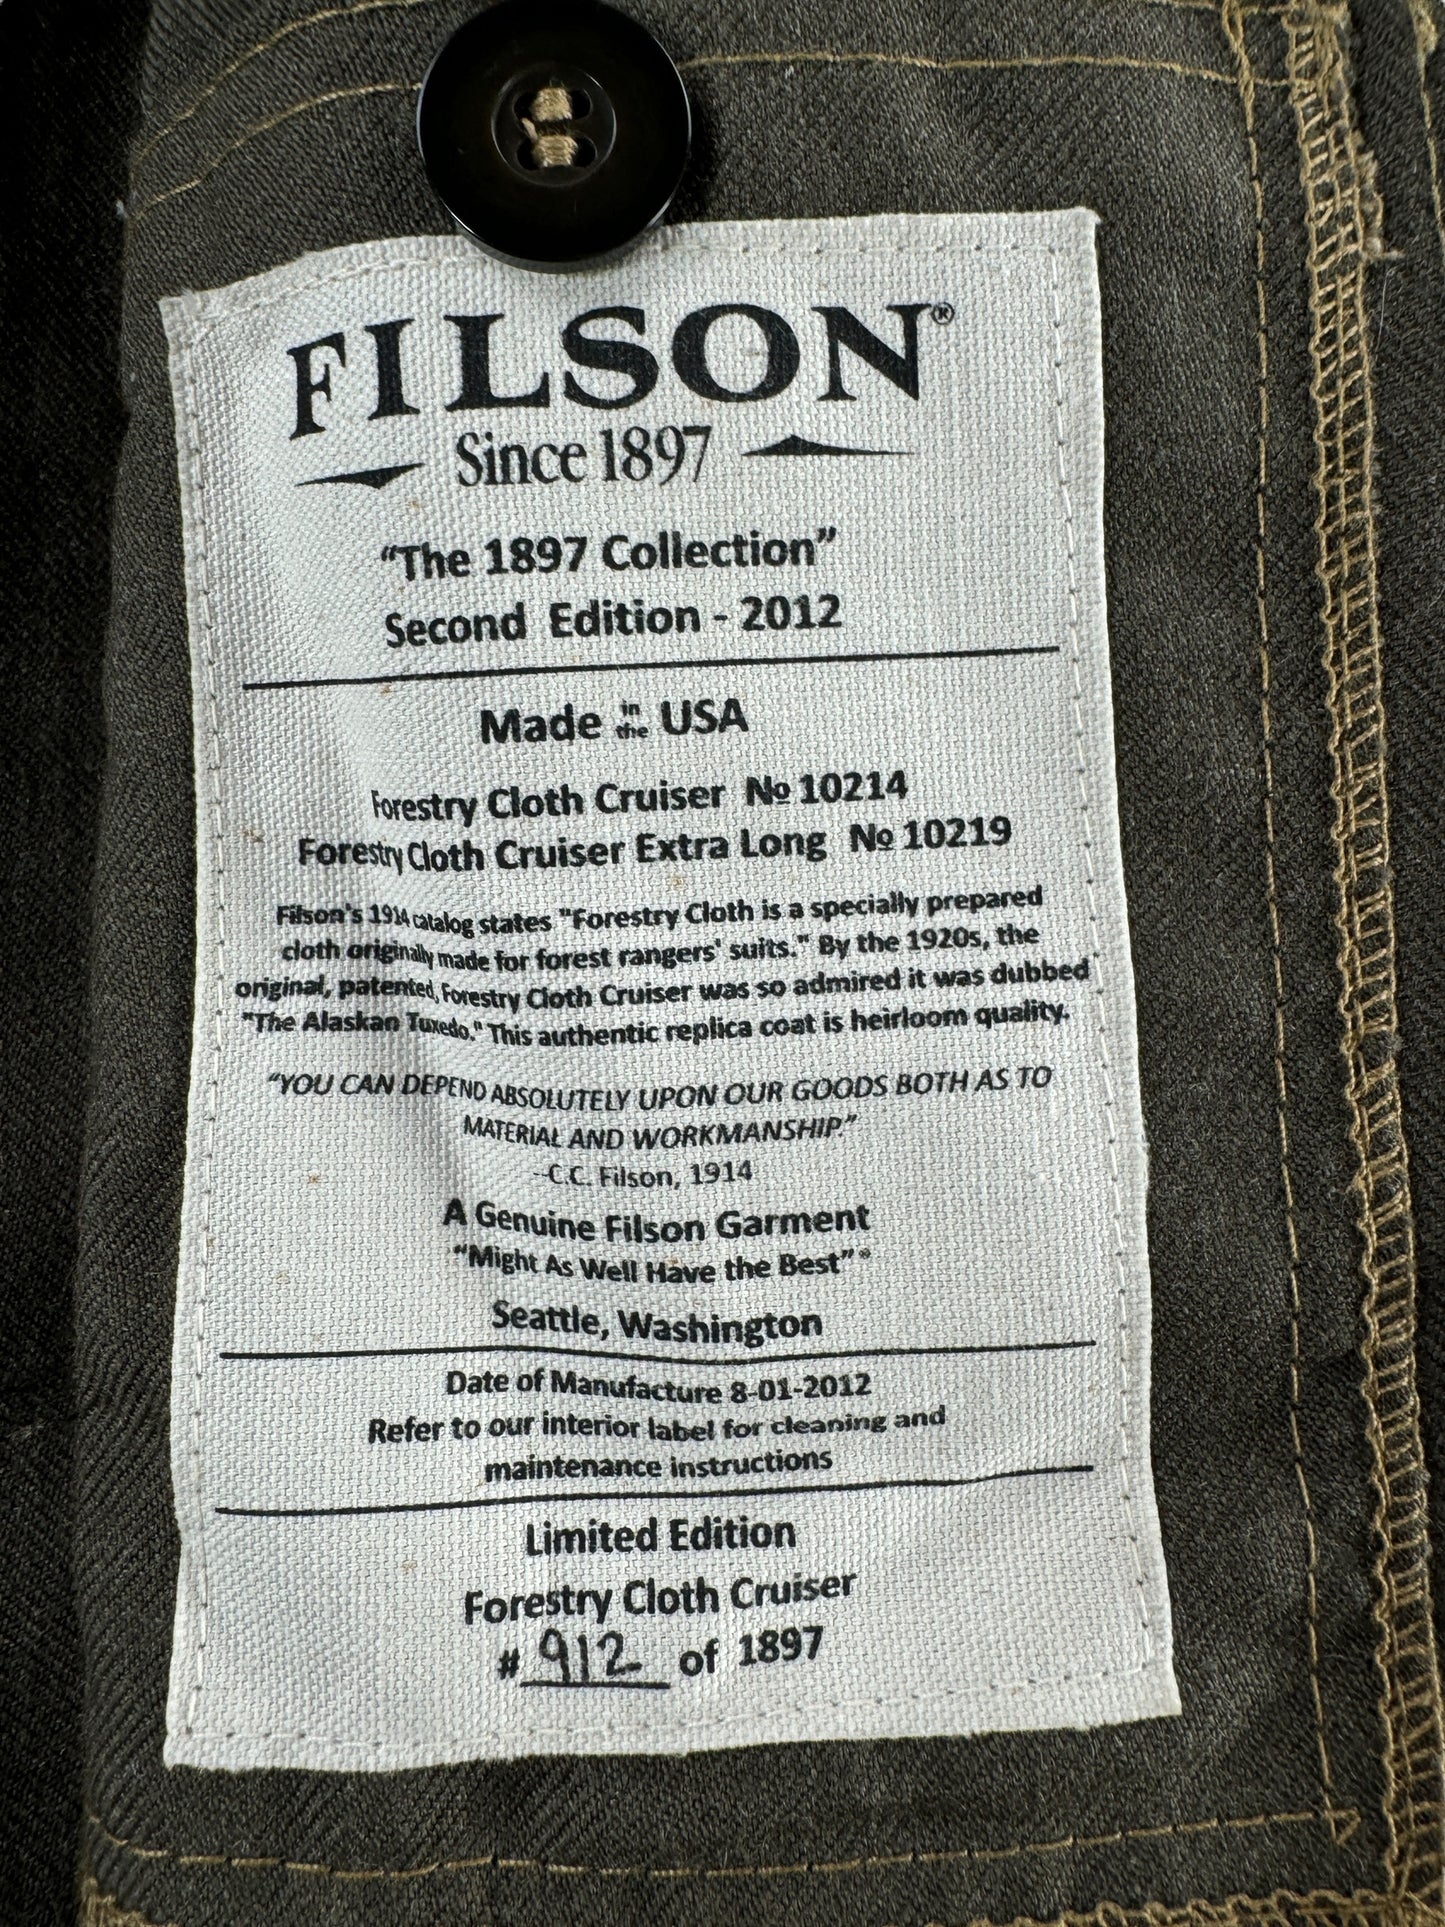 FILSON®
Since 1897
"The 1897 Collection"
Second Edition - 2012
Made in the USA
Forestry Cloth Cruiser № 10214
Forestry Cloth Cruiser Extra Long № 10219
Filson's 1914 catalog states "Forestry Cloth is a specially prepared
cloth originally made for forest rangers' suits." By the 1920s, the
original, patented, Forestry Cloth Cruiser was so admired it was dubbed
"The Alaskan Tuxedo." This authentic replica coat is heirloom quality.
"YOU CAN DEPEND ABSOLUTELY UPON OUR GOODS BOTH AS TO
MATERIAL AND WORKMANSHIP."
--C.C. Filson, 1914
A Genuine Filson Garment
"Might As Well Have the Best"®
Seattle, Washington
Date of Manufacture 8-01-2012
Refer to our interior label for cleaning and
maintenance instructions
Limited Edition
Forestry Cloth Cruiser
# 912 of 1897